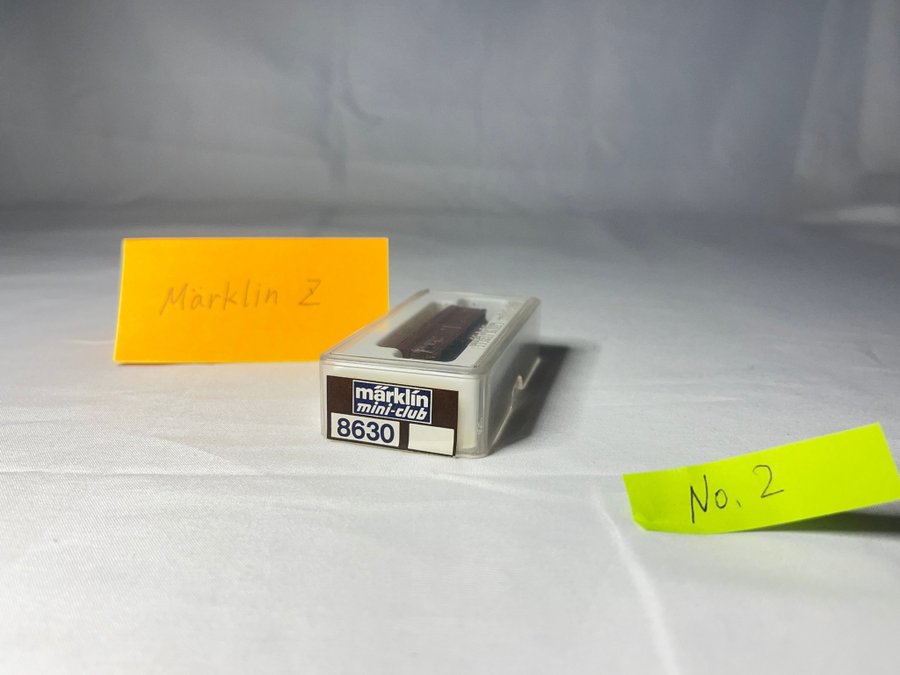 Märklin Z
märklin
mini-club
8630
No. 2